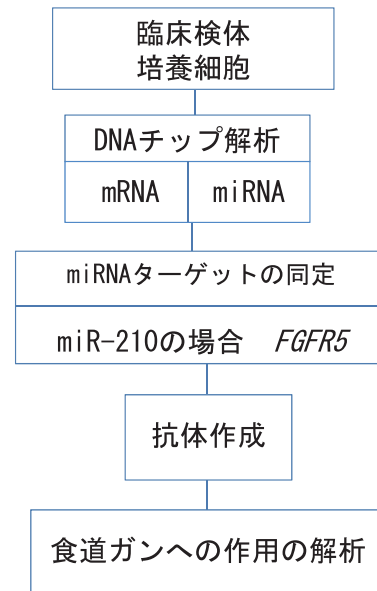 臨床検体
培養細胞
DNAチップ解析
mRNA miRNA
miRNAターゲットの同定
miR-210の場合 FGFR5
抗体作成
食道ガンへの作用の解析